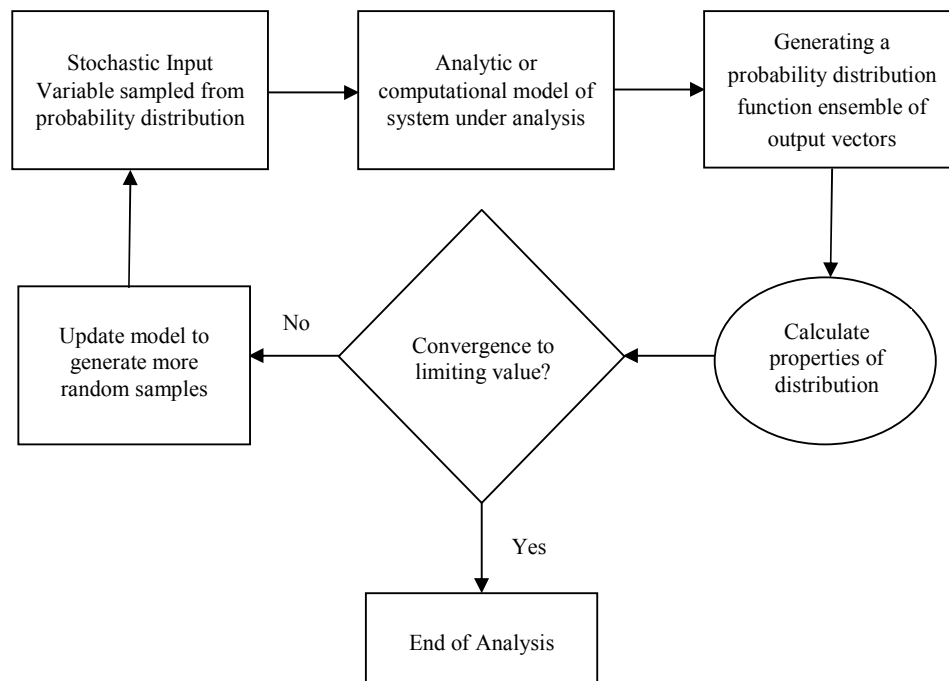 Stochastic Input
Variable sampled from
probability distribution
Analytic or
computational model of
system under analysis
Generating a
probability distribution
function ensemble of
output vectors
Calculate
properties of
distribution
Convergence to
limiting value?
No
Update model to
generate more
random samples
Yes
End of Analysis